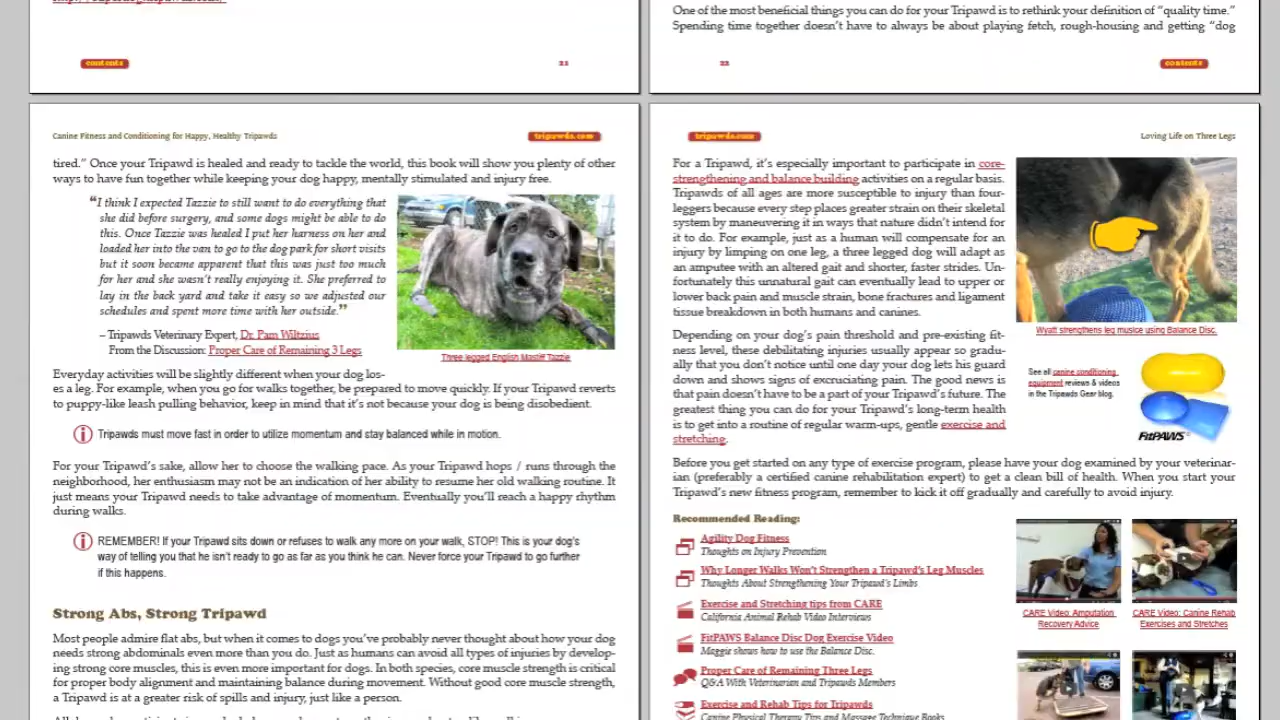 contents
21
One of the most beneficial things you can do for your Tripawd is to rethink your definition of “quality time.”
Spending time together doesn’t have to always be about playing fetch, rough-housing and getting “dog
22
contents
Canine Fitness and Conditioning for Happy, Healthy Tripawds
tripawds.com
tired.” Once your Tripawd is healed and ready to tackle the world, this book will show you plenty of other
ways to have fun together while keeping your dog happy, mentally stimulated and injury free.
“I think I expected Tazzie to still want to do everything that
she did before surgery, and some dogs might be able to do
this. Once Tazzie was healed I put her harness on her and
loaded her into the van to go to the dog park for short visits
but it soon became apparent that this was just too much
for her and she wasn’t really enjoying it. She preferred to
lay in the back yard and take it easy so we adjusted our
schedules and spent more time with her outside.”
– Tripawds Veterinary Expert, Dr. Pam Wiltzius
From the Discussion: Proper Care of Remaining 3 Legs
Three legged English Mastiff Tazzie
Everyday activities will be slightly different when your dog los-
es a leg. For example, when you go for walks together, be prepared to move quickly. If your Tripawd reverts
to puppy-like leash pulling behavior, keep in mind that it’s not because your dog is being disobedient.
Tripawds must move fast in order to utilize momentum and stay balanced while in motion.
For your Tripawd’s sake, allow her to choose the walking pace. As your Tripawd hops / runs through the
neighborhood, her enthusiasm may not be an indication of her ability to resume her old walking routine. It
just means your Tripawd needs to take advantage of momentum. Eventually you’ll reach a happy rhythm
during walks.
REMEMBER! If your Tripawd sits down or refuses to walk any more on your walk, STOP! This is your dog’s
way of telling you that he isn’t ready to go as far as you think he can. Never force your Tripawd to go further
if this happens.
Strong Abs, Strong Tripawd
Most people admire flat abs, but when it comes to dogs you’ve probably never thought about how your dog
needs strong abdominals even more than you do. Just as humans can avoid all types of injuries by develop-
ing strong core muscles, this is even more important for dogs. In both species, core muscle strength is critical
for proper body alignment and maintaining balance during movement. Without good core muscle strength,
a Tripawd is at a greater risk of spills and injury, just like a person.
tripawds.com
Loving Life on Three Legs
For a Tripawd, it’s especially important to participate in core-
strengthening and balance building activities on a regular basis.
Tripawds of all ages are more susceptible to injury than four-
leggers because every step places greater strain on their skeletal
system by maneuvering it in ways that nature didn’t intend for
it to do. For example, just as a human will compensate for an
injury by limping on one leg, a three legged dog will adapt as
an amputee with an altered gait and shorter, faster strides. Un-
fortunately this unnatural gait can eventually lead to upper or
lower back pain and muscle strain, bone fractures and ligament
tissue breakdown in both humans and canines.
Wyatt strengthens leg muslce using Balance Disc.
Depending on your dog’s pain threshold and pre-existing fit-
ness level, these debilitating injuries usually appear so gradu-
ally that you don’t notice until one day your dog lets his guard
down and shows signs of excruciating pain. The good news is
that pain doesn’t have to be a part of your Tripawd’s future. The
greatest thing you can do for your Tripawd’s long-term health
is to get into a routine of regular warm-ups, gentle exercise and
stretching.
See all canine conditioning
equipment reviews & videos
in the Tripawds Gear blog.
FitPAWS
Before you get started on any type of exercise program, please have your dog examined by your veterinar-
ian (preferably a certified canine rehabilitation expert) to get a clean bill of health. When you start your
Tripawd’s new fitness program, remember to kick it off gradually and carefully to avoid injury.
Recommended Reading:
Agility Dog Fitness
Thoughts on Injury Prevention
Why Longer Walks Won’t Strengthen a Tripawd’s Leg Muscles
Thoughts About Strengthening Your Tripawd’s Limbs
Exercise and Stretching tips from CARE
California Animal Rehab Video Interviews
FitPAWS Balance Disc Dog Exercise Video
Maggie shows how to use the Balance Disc.
Proper Care of Remaining Three Legs
Q&A With Veterinarian and Tripawds Members
Exercise and Rehab Tips for Tripawds
Canine Physical Therapy Tips and Massage Technique Books
CARE Video: Amputation
Recovery Advice
CARE Video: Canine Rehab
Exercises and Stretches